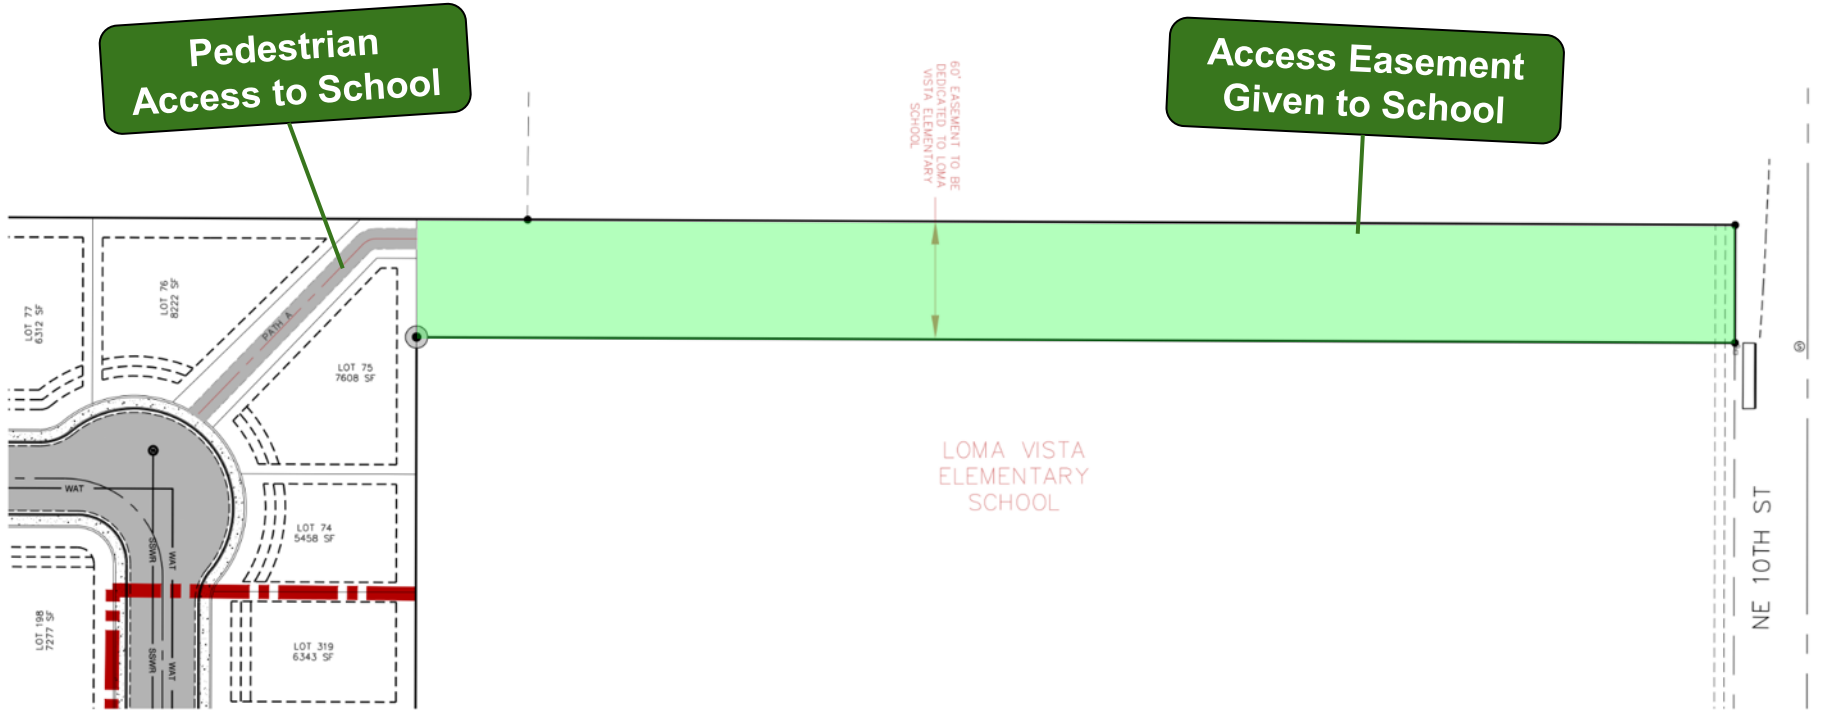 Pedestrian
Access to School
Access Easement
Given to School
60' EASEMENT TO BE
DEDICATED TO LOMA
VISTA ELEMENTARY
SCHOOL
LOT 77
6312 SF
LOT 76
8222 SF
PATH A
LOT 75
7608 SF
LOMA VISTA
ELEMENTARY
SCHOOL
WAT
LOT 74
5458 SF
SSWR
WAT
NE 10TH ST
LOT 198
7277 SF
LOT 319
6343 SF
SSWR
WAT